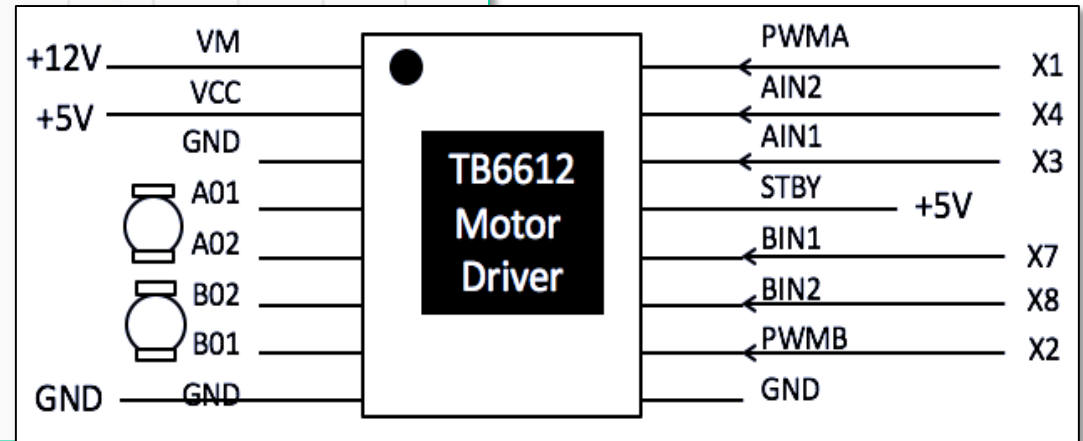 +12V
VM
+5V
VCC
GND
A01
A02
B02
B01
GND
GND
TB6612
Motor
Driver
PWMA
X1
AIN2
X4
AIN1
X3
STBY
+5V
BIN1
X7
BIN2
X8
PWMB
X2
GND